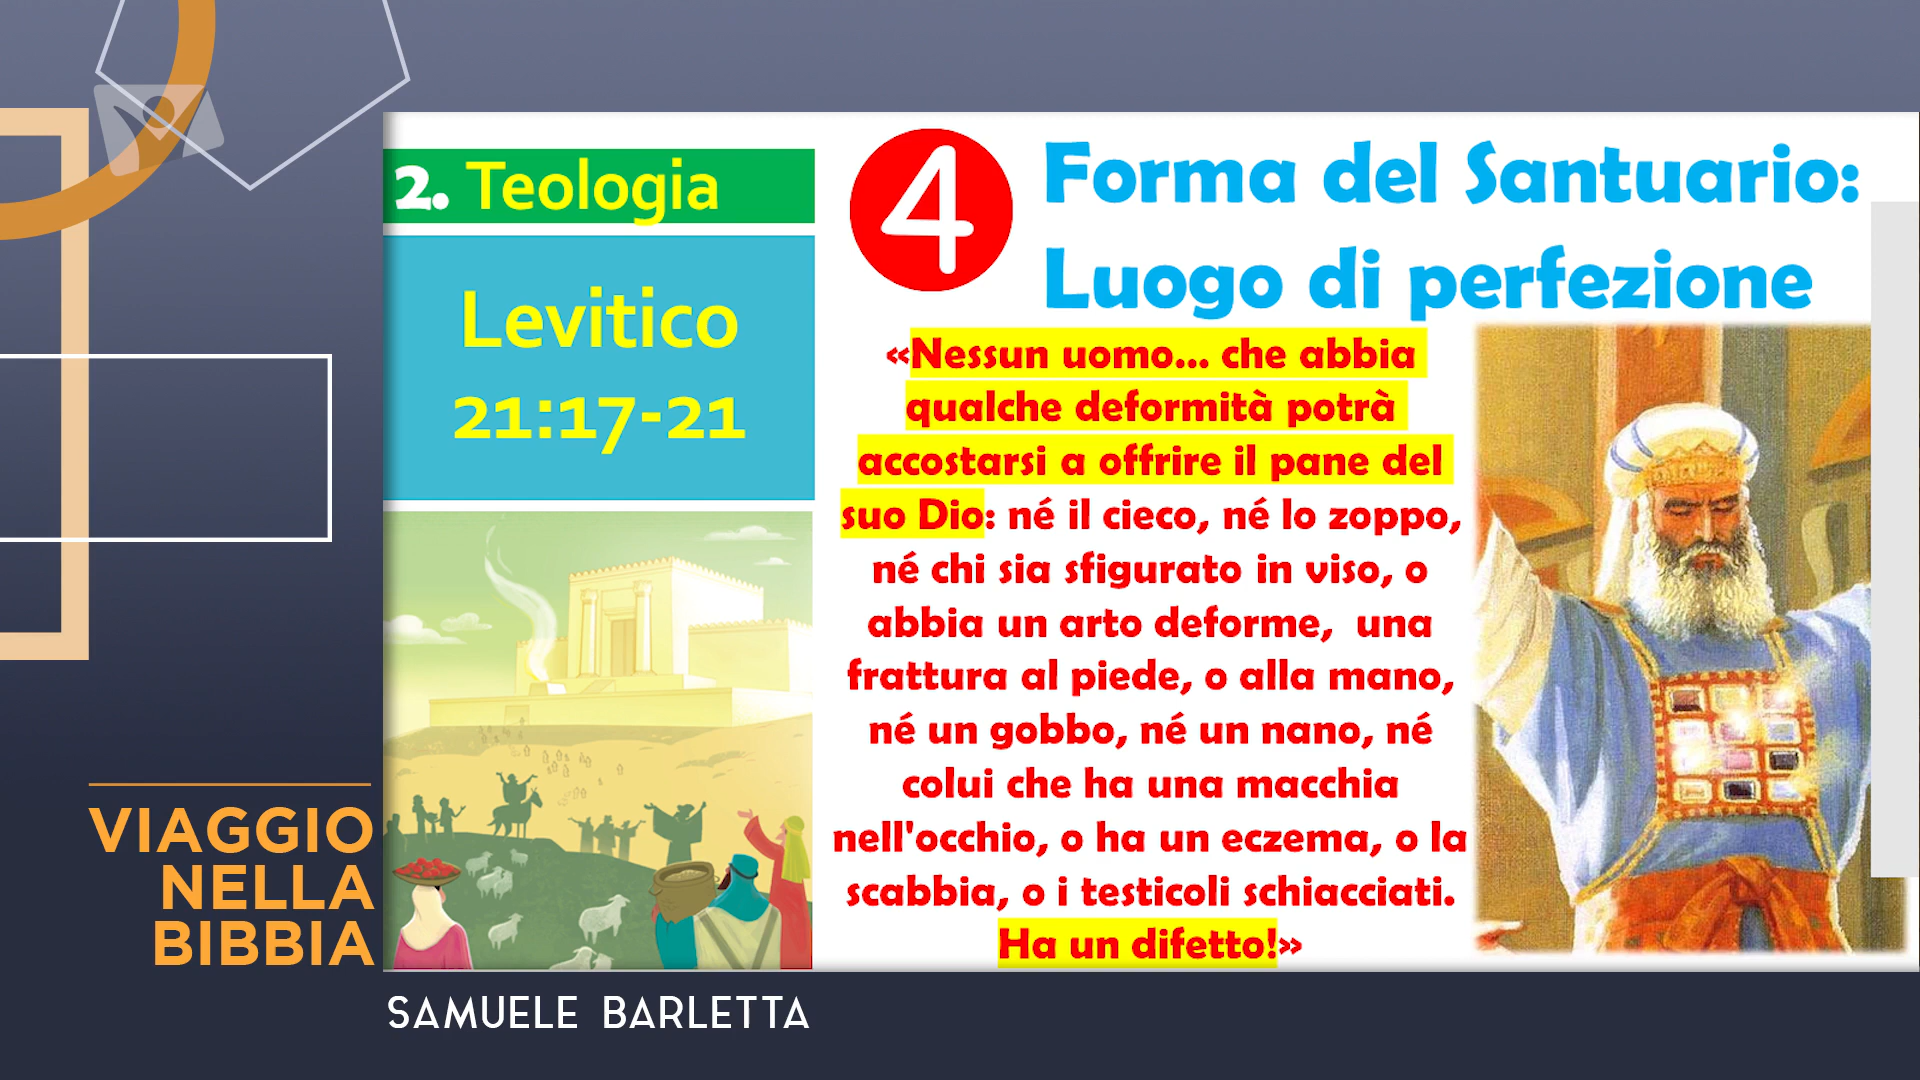 2. Teologia
Levitico
21:17-21
4
Forma del Santuario:
Luogo di perfezione
«Nessun uomo... che abbia
qualche deformità potrà
accostarsi a offrire il pane del
suo Dio: né il cieco, né lo zoppo,
né chi sia sfigurato in viso, o
abbia un arto deforme, una
frattura al piede, o alla mano,
né un gobbo, né un nano, né
colui che ha una macchia
nell'occhio, o ha un eczema, o la
scabbia, o i testicoli schiacciati.
Ha un difetto!»
VIAGGIO
NELLA
BIBBIA
SAMUELE BARLETTA